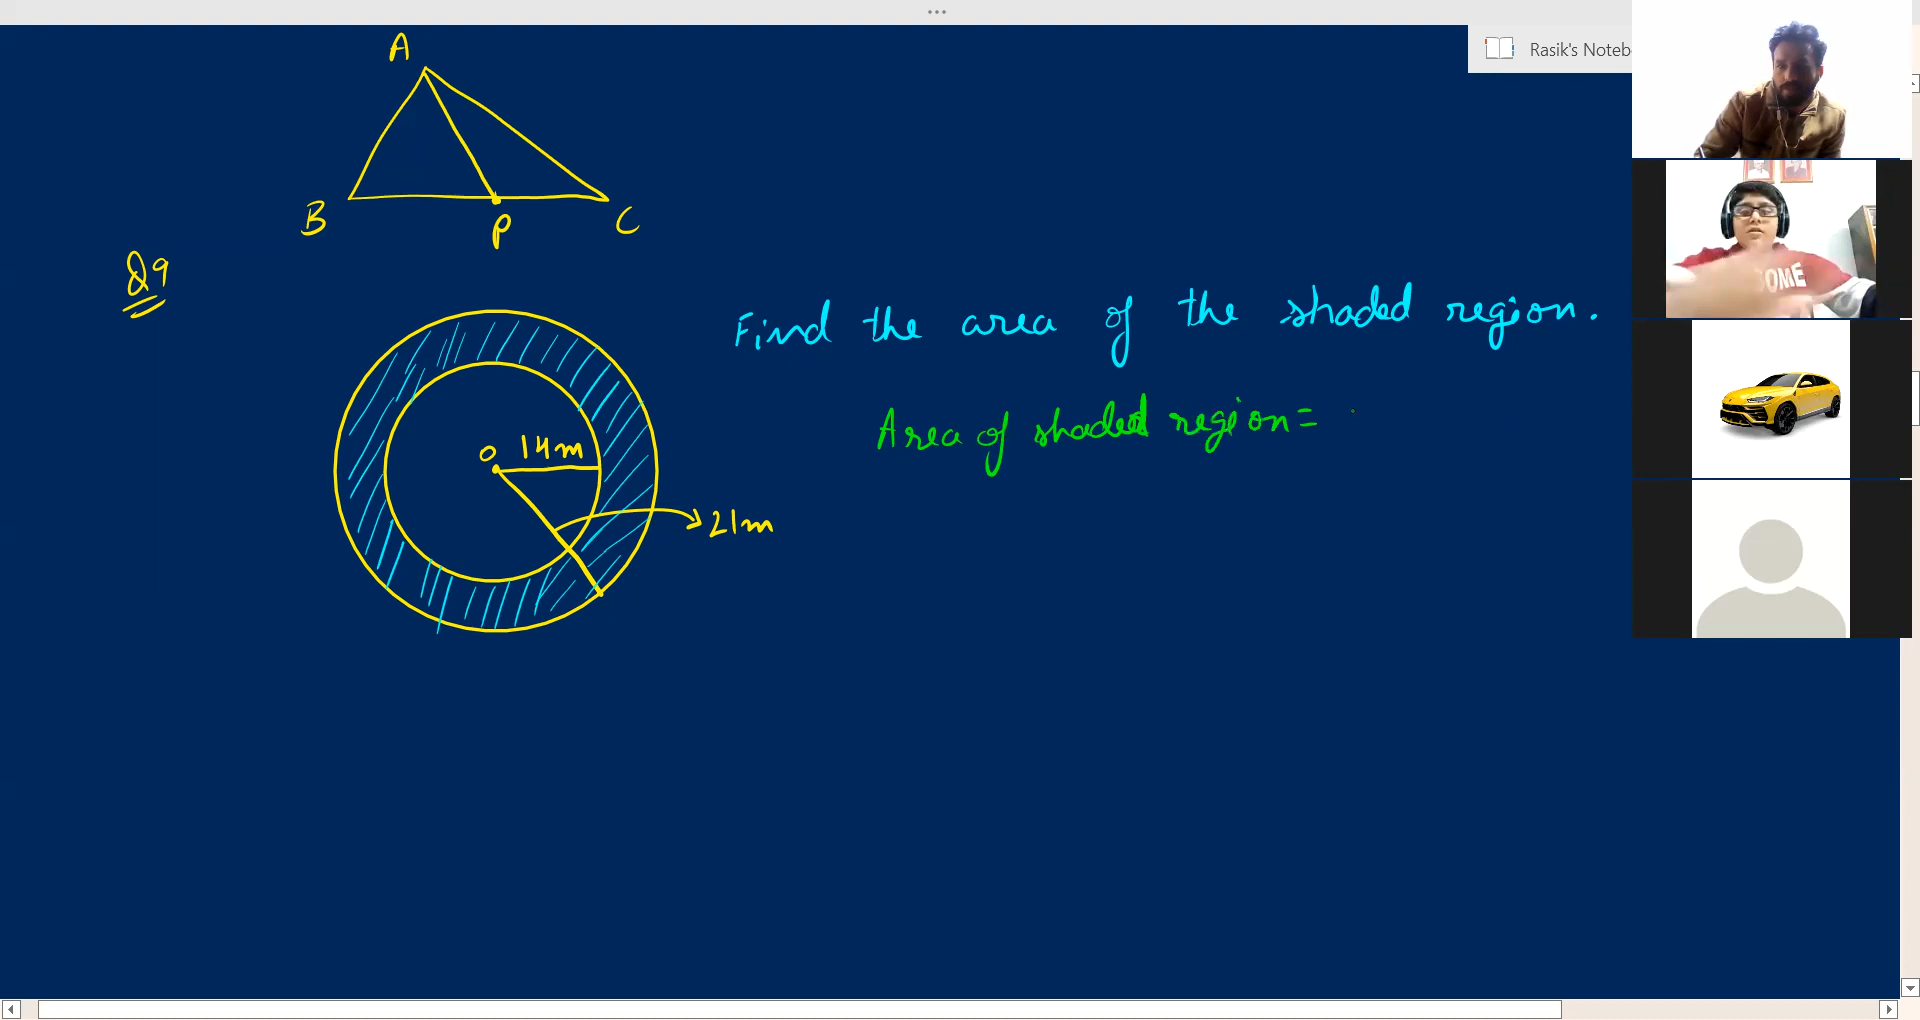 Rasik's Noteb
A
B
P
C
Q9
Find the area of the shaded region.
Area of shaded region =
O
14m
21m
OME